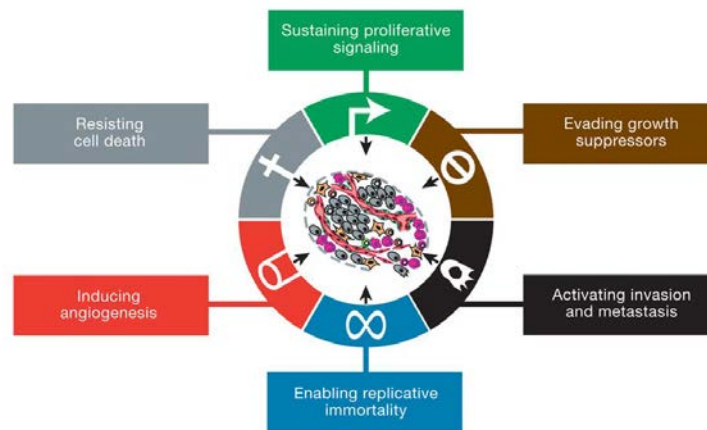 Sustaining proliferative
signaling
Resisting
cell death
Evading growth
suppressors
Inducing
angiogenesis
Activating invasion
and metastasis
Enabling replicative
immortality